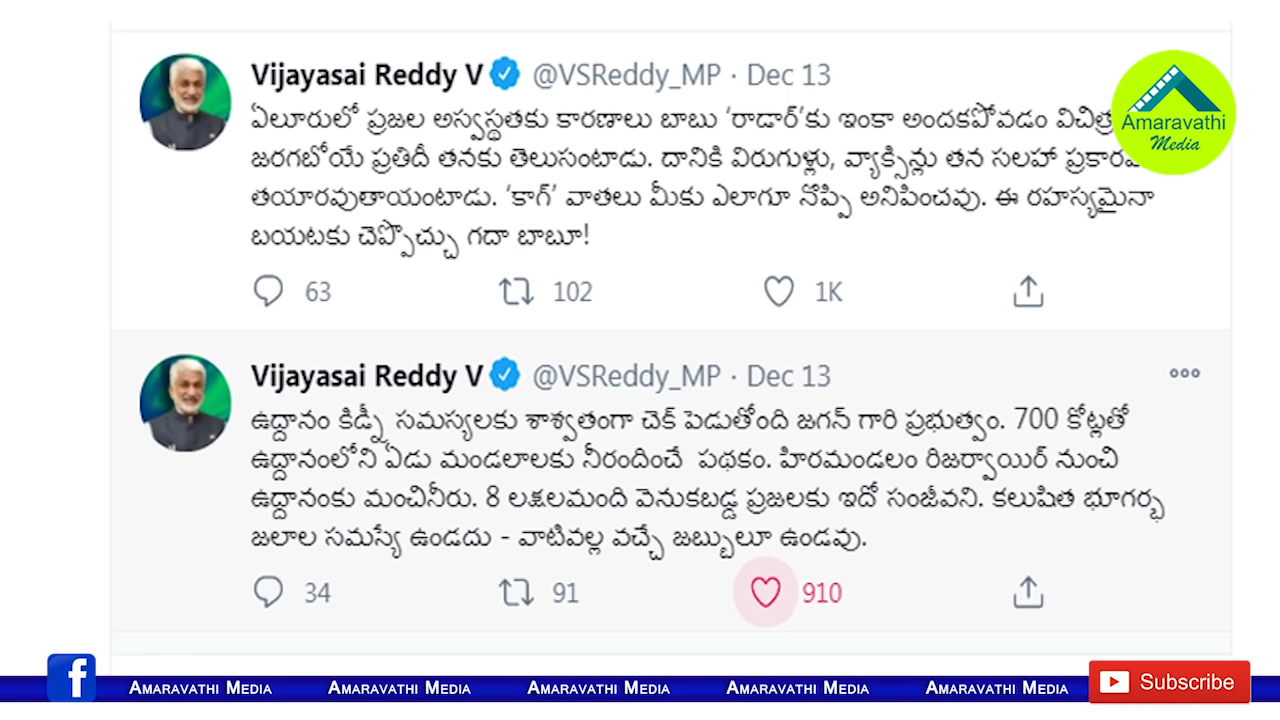 Vijayasai Reddy V @VSReddy_MP · Dec 13
ఏలూరులో ప్రజల అస్వస్థతకు కారణాలు బాబు ‘రాడార్’కు ఇంకా అందకపోవడం
జరగబోయే ప్రతిదీ తనకు తెలుసంటాడు. దానికి విరుగుళ్లు, వ్యాక్సిన్లు తన సలహా
తయారవుతాయంటాడు. ‘కాగ్’ వాతలు మీకు ఎలాగూ నొప్పి అనిపించవు. ఈ రహస్యమైనా
బయటకు చెప్పొచ్చు గదా బాబూ!
63 102 1K
Amaravathi
Media
Vijayasai Reddy V @VSReddy_MP · Dec 13
ఉద్దానం కిడ్నీ సమస్యలకు శాశ్వతంగా చెక్ పెడుతోంది జగన్ గారి ప్రభుత్వం. 700 కోట్లతో
ఉద్దానంలోని ఏడు మండలాలకు నీరందించే పథకం. హిరమండలం రిజర్వాయిర్ నుంచి
ఉద్దానంకు మంచినీరు. 8 లక్షలమంది వెనుకబడ్డ ప్రజలకు ఇదో సంజీవని. కలుషిత భూగర్భ
జలాల సమస్యే ఉండదు - వాటివల్ల వచ్చే జబ్బులూ ఉండవు.
34 91 910
f AMARAVATHI MEDIA AMARAVATHI MEDIA AMARAVATHI MEDIA AMARAVATHI MEDIA AMARAVATHI MEDIA Subscribe